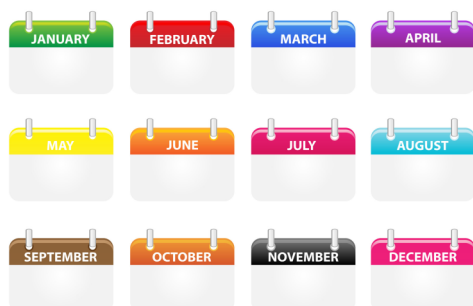 JANUARY
FEBRUARY
MARCH
APRIL
MAY
JUNE
JULY
AUGUST
SEPTEMBER
OCTOBER
NOVEMBER
DECEMBER